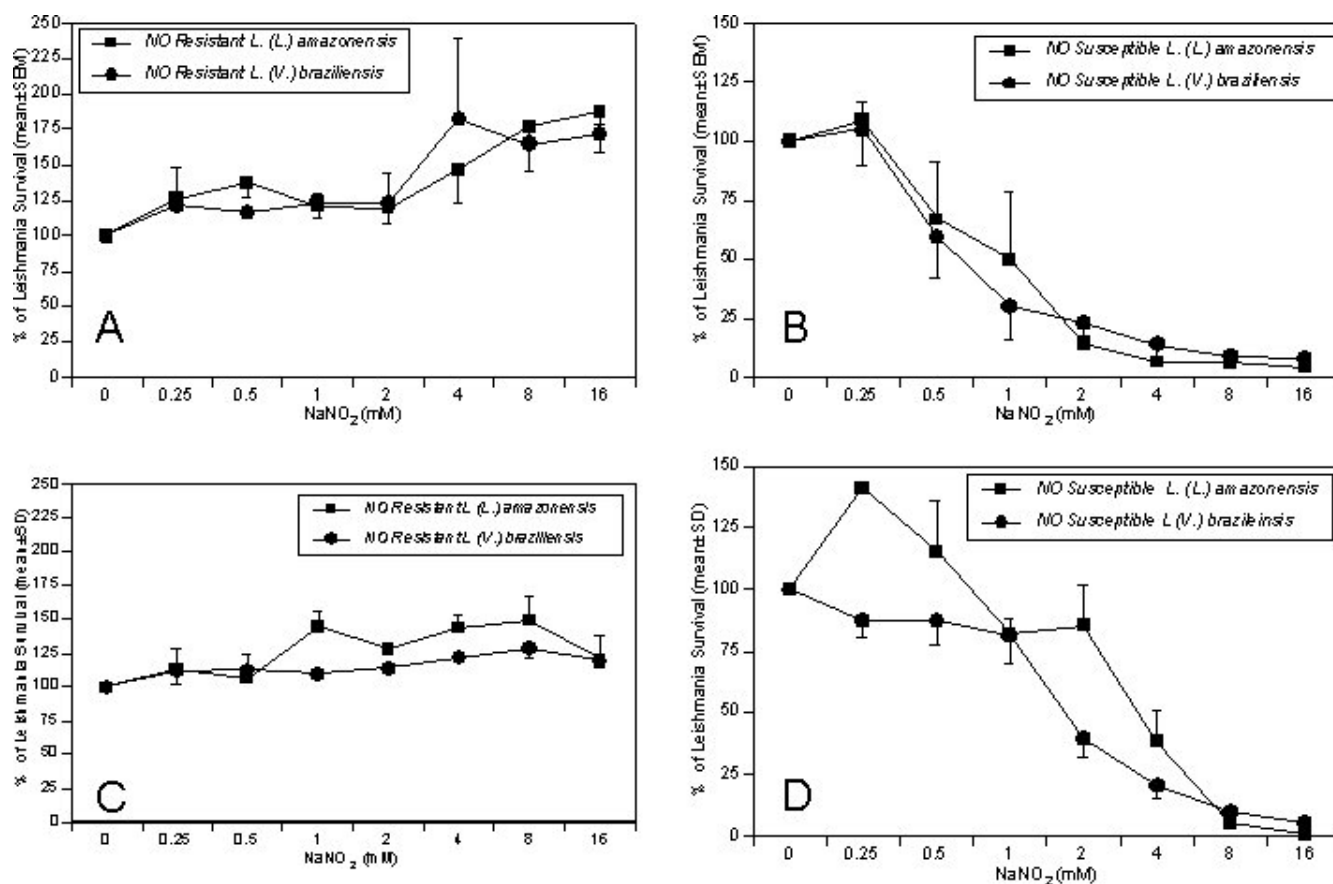 % of Leishmania Survival (mean±SEM)
250
225
200
175
150
125
100
75
50
25
0
NO Resistant L. (L.) amazonensis
NO Resistant L. (V.) braziliensis
A
0 0.25 0.5 1 2 4 8 16
NaNO2 (mM)
% of Leishmania Survival (mean±SEM)
150
125
100
75
50
25
0
NO Susceptible L. (L.) amazonensis
NO Susceptible L. (V.) braziliensis
B
0 0.25 0.5 1 2 4 8 16
NaNO2 (mM)
% of Leishmania Survival (mean±SD)
250
225
200
175
150
125
100
75
50
25
0
NO Resistant L (L.) amazonensis
NO Resistant L (V.) braziliensis
C
0 0.25 0.5 1 2 4 8 16
NaNO2 (mM)
% of Leishmania Survival (mean±SD)
150
125
100
75
50
25
0
NO Susceptible L. (L.) amazonensis
NO Susceptible L (V.) brazileinsis
D
0 0.25 0.5 1 2 4 8 16
NaNO2 (mM)